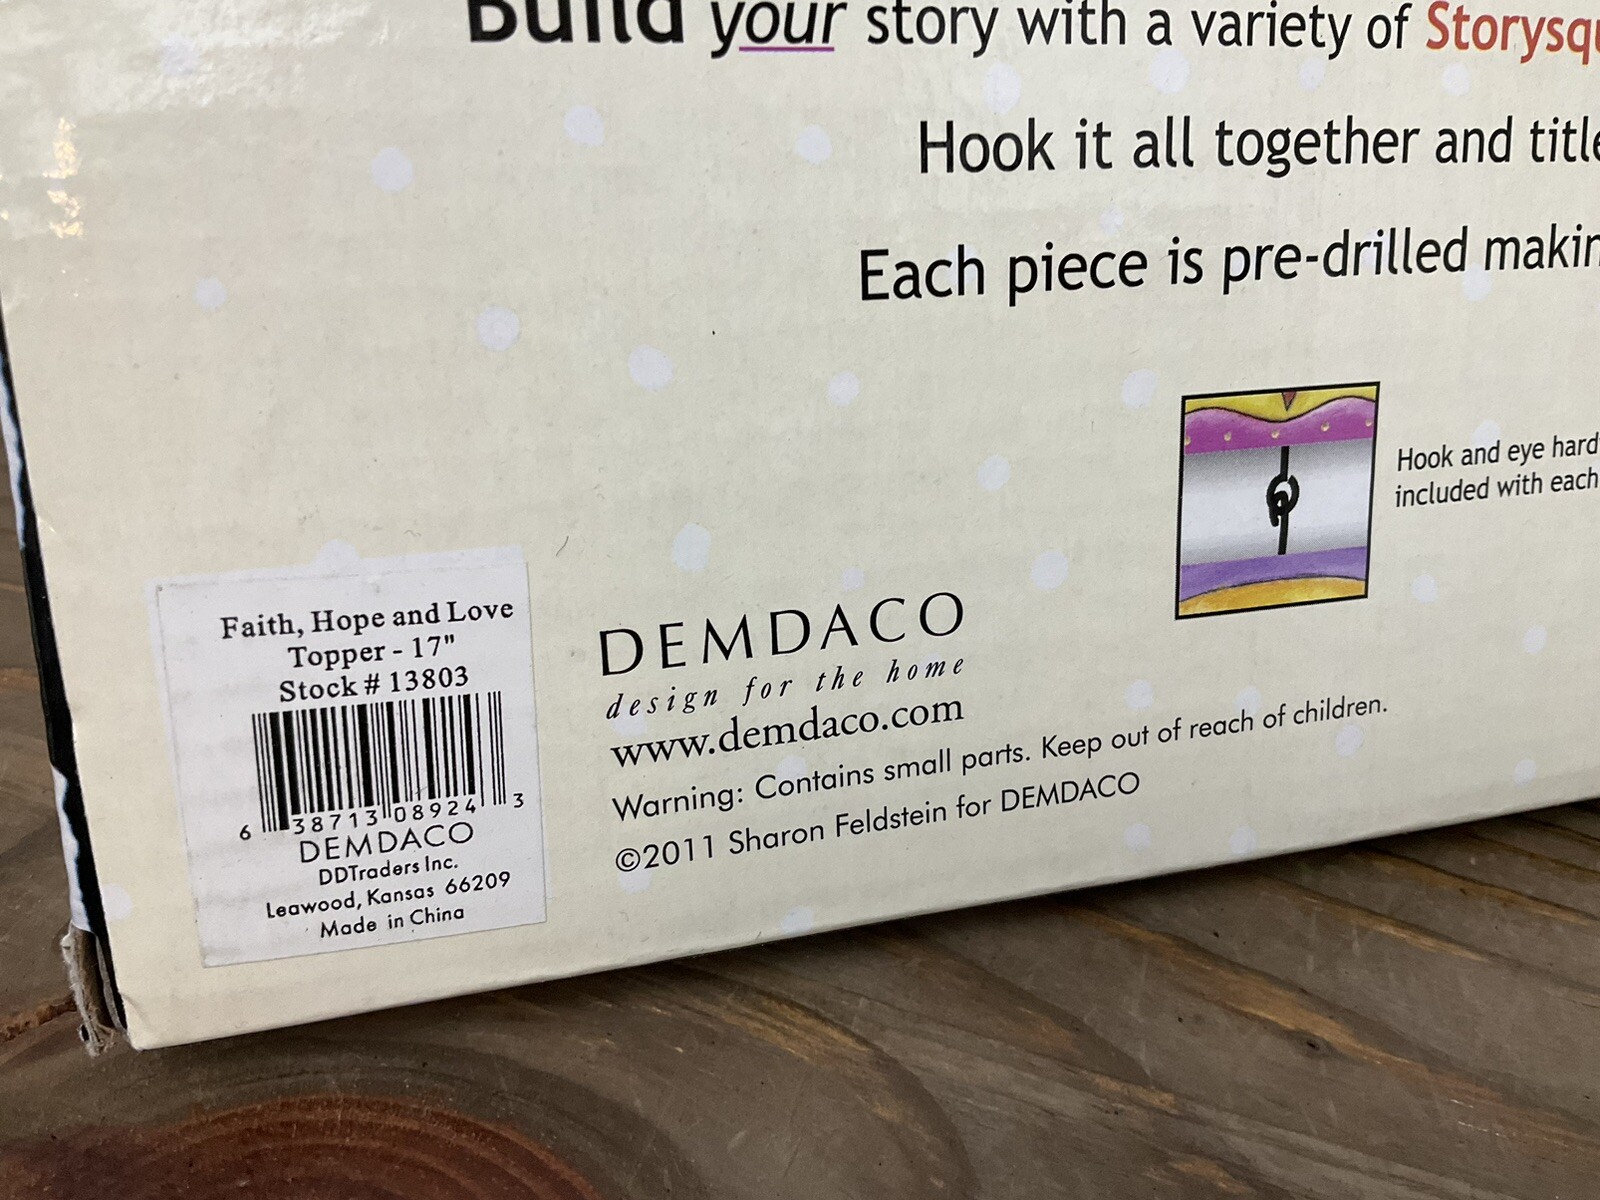 Build your story with a variety of
Hook it all together and
Each piece is pre-drilled
Hook and eye
included with each
Faith, Hope and Love
Topper - 17"
Stock # 13803
6 38713 08924 3
DEMDACO
DDTraders Inc.
Leawood, Kansas 66209
Made in China
DEMDACO
design for the home
www.demdaco.com
Warning: Contains small parts. Keep out of reach of children.
©2011 Sharon Feldstein for DEMDACO